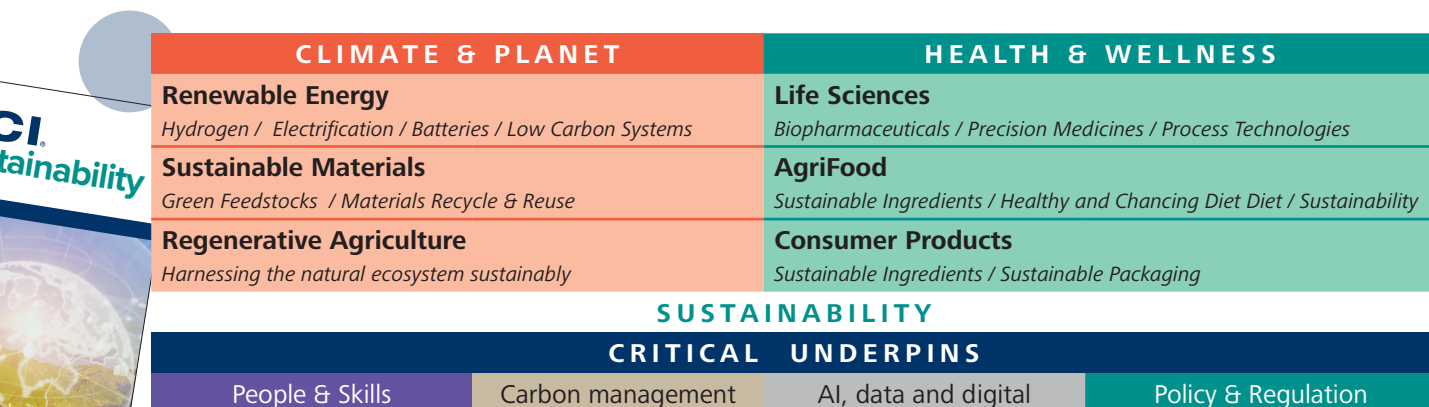 CLIMATE & PLANET
HEALTH & WELLNESS
Renewable Energy
Hydrogen / Electrification / Batteries / Low Carbon Systems
Life Sciences
Biopharmaceuticals / Precision Medicines / Process Technologies
Sustainable Materials
Green Feedstocks / Materials Recycle & Reuse
AgriFood
Sustainable Ingredients / Healthy and Chancing Diet Diet / Sustainability
Regenerative Agriculture
Harnessing the natural ecosystem sustainably
Consumer Products
Sustainable Ingredients / Sustainable Packaging
SUSTAINABILITY
CRITICAL UNDERPINS
People & Skills
Carbon management
AI, data and digital
Policy & Regulation